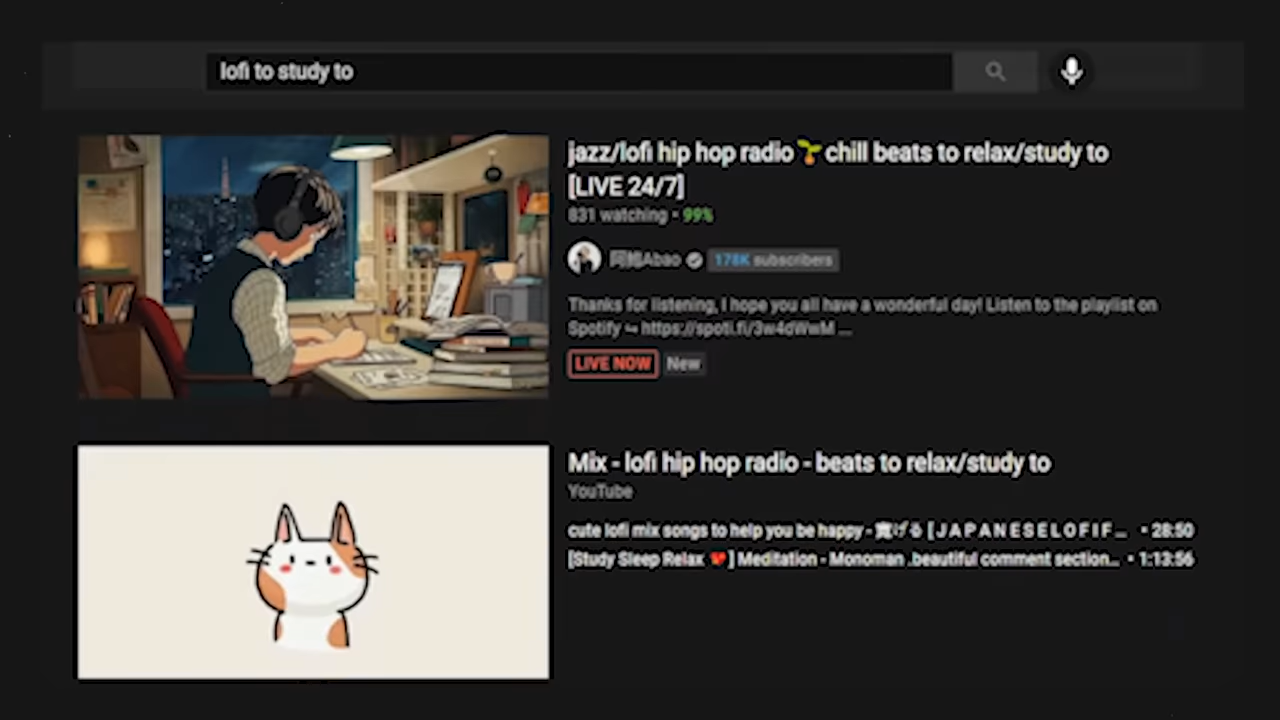 lofi to study to
jazz/lofi hip hop radio🌱chill beats to relax/study to
[LIVE 24/7]
831 watching • 99%
Abao 178K subscribers
Thanks for listening, I hope you all have a wonderful day! Listen to the playlist on
Spotify ↪ https://spoti.fi/3w4dWwM ...
LIVE NOW New
Mix - lofi hip hop radio - beats to relax/study to
YouTube
cute lofi mix songs to help you be happy - 寛げる [ J A P A N E S E L O F I F ... • 28:50
[Study Sleep Relax ❤️ ] Meditation - Monoman .beautiful comment section... • 1:13:56